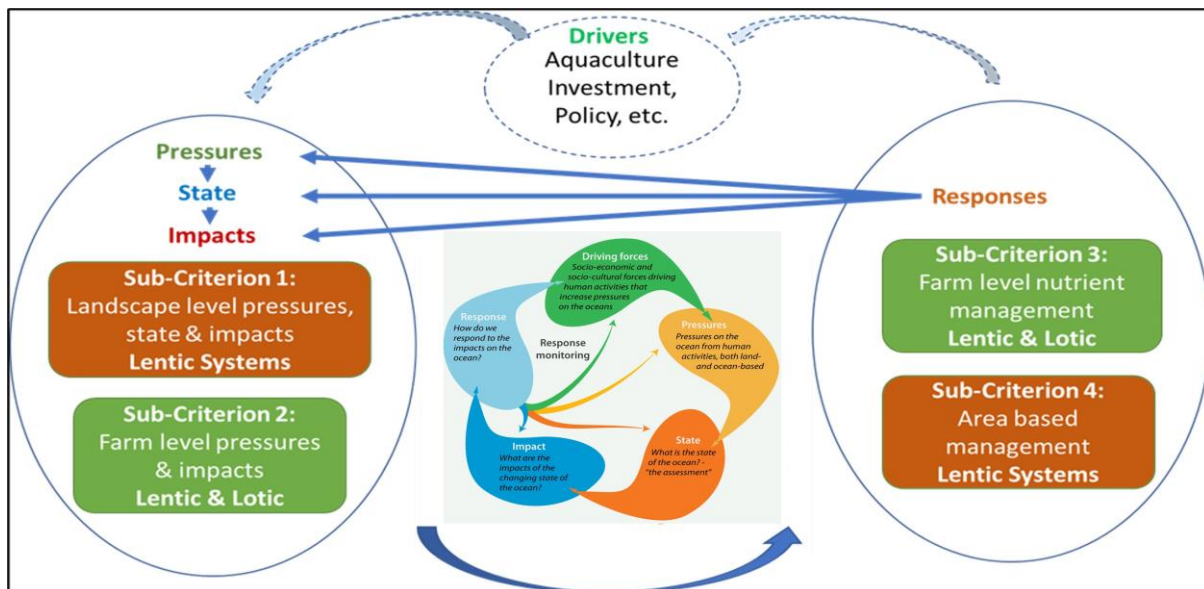 Drivers
Aquaculture
Investment,
Policy, etc.
Pressures
State
Impacts
Sub-Criterion 1:
Landscape level pressures,
state & impacts
Lentic Systems
Sub-Criterion 2:
Farm level pressures
& impacts
Lentic & Lotic
Driving forces
Socio-economic and
socio-cultural forces driving
human activities that
increase pressures
on the oceans
Response
How do we
respond to the
impacts on the
ocean?
Response
monitoring
Pressures
Pressures on the
ocean from human
activities, both land-
and ocean-based
Impact
What are the
impacts of the
changing state of
the ocean?
State
What is the state
of the ocean? -
"the assessment"
Responses
Sub-Criterion 3:
Farm level nutrient
management
Lentic & Lotic
Sub-Criterion 4:
Area based
management
Lentic Systems